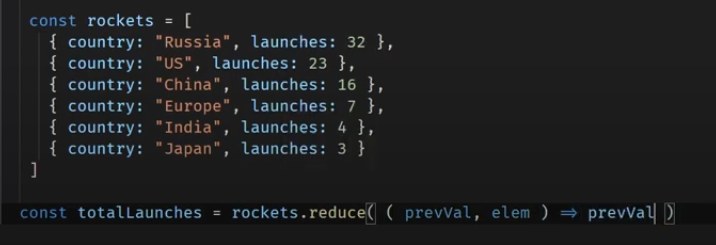 const rockets = [
{ country: "Russia", launches: 32 },
{ country: "US", launches: 23 },
{ country: "China", launches: 16 },
{ country: "Europe", launches: 7 },
{ country: "India", launches: 4 },
{ country: "Japan", launches: 3 }
]
const totalLaunches = rockets.reduce( ( prevVal, elem ) => prevVal )